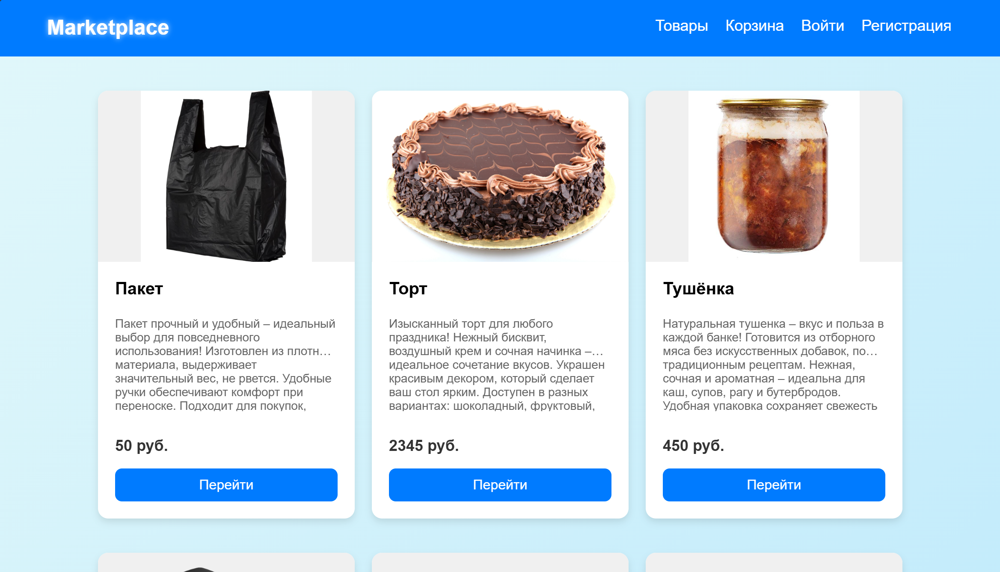 Marketplace
Товары Корзина Войти Регистрация
Пакет
Пакет прочный и удобный – идеальный
выбор для повседневного
использования! Изготовлен из плотн…
материала, выдерживает
значительный вес, не рвется. Удобные
ручки обеспечивают комфорт при
переноске. Подходит для покупок,
50 руб.
Перейти
Торт
Изысканный торт для любого
праздника! Нежный бисквит,
воздушный крем и сочная начинка –…
идеальное сочетание вкусов. Украшен
красивым декором, который сделает
ваш стол ярким. Доступен в разных
вариантах: шоколадный, фруктовый,
2345 руб.
Перейти
Тушёнка
Натуральная тушенка – вкус и польза в
каждой банке! Готовится из отборного
мяса без искусственных добавок, по…
традиционным рецептам. Нежная,
сочная и ароматная – идеальна для
каш, супов, рагу и бутербродов.
Удобная упаковка сохраняет свежесть
450 руб.
Перейти